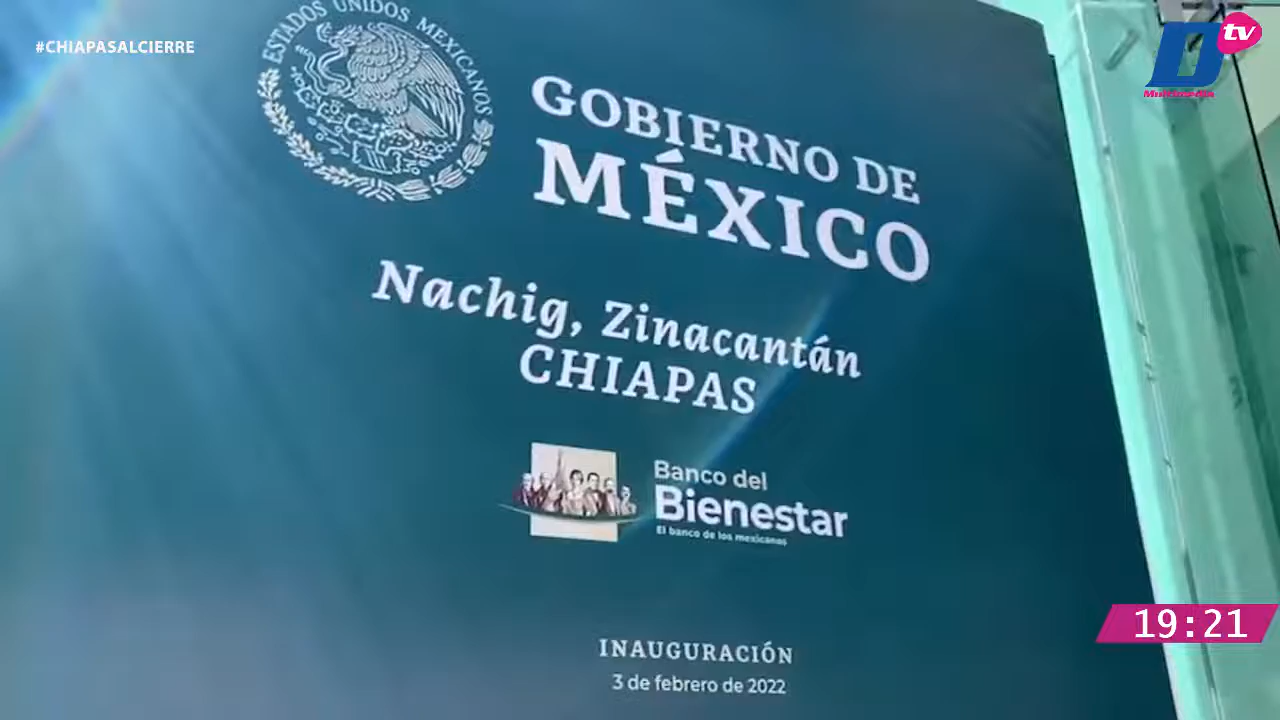 #CHIAPASALCIERRE
tv
Multimedia
ESTADOS UNIDOS MEXICANOS
GOBIERNO DE
MÉXICO
Nachig, Zinacantán
CHIAPAS
Banco del
Bienestar
El banco de los mexicanos
19:21
INAUGURACIÓN
3 de febrero de 2022